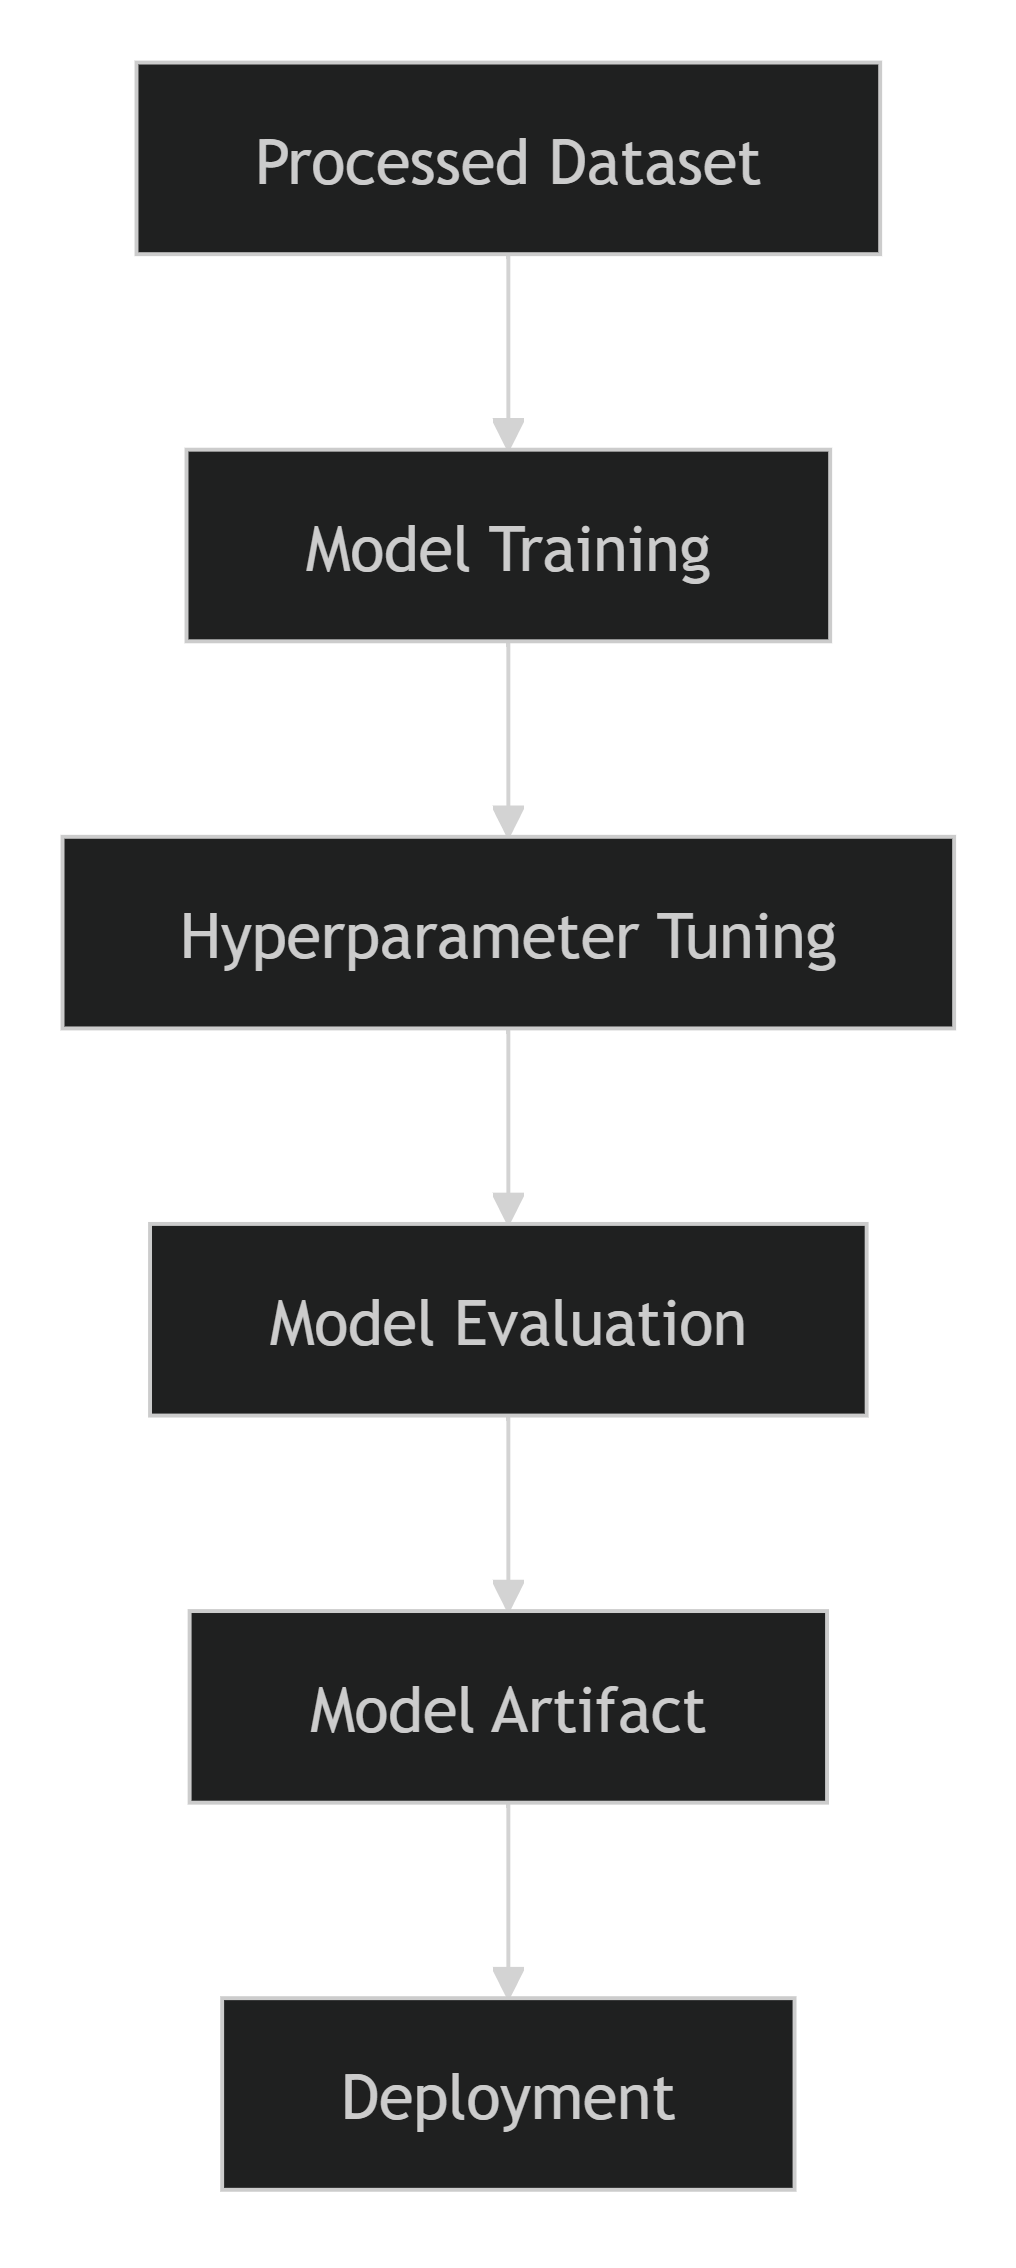 Processed Dataset
Model Training
Hyperparameter Tuning
Model Evaluation
Model Artifact
Deployment